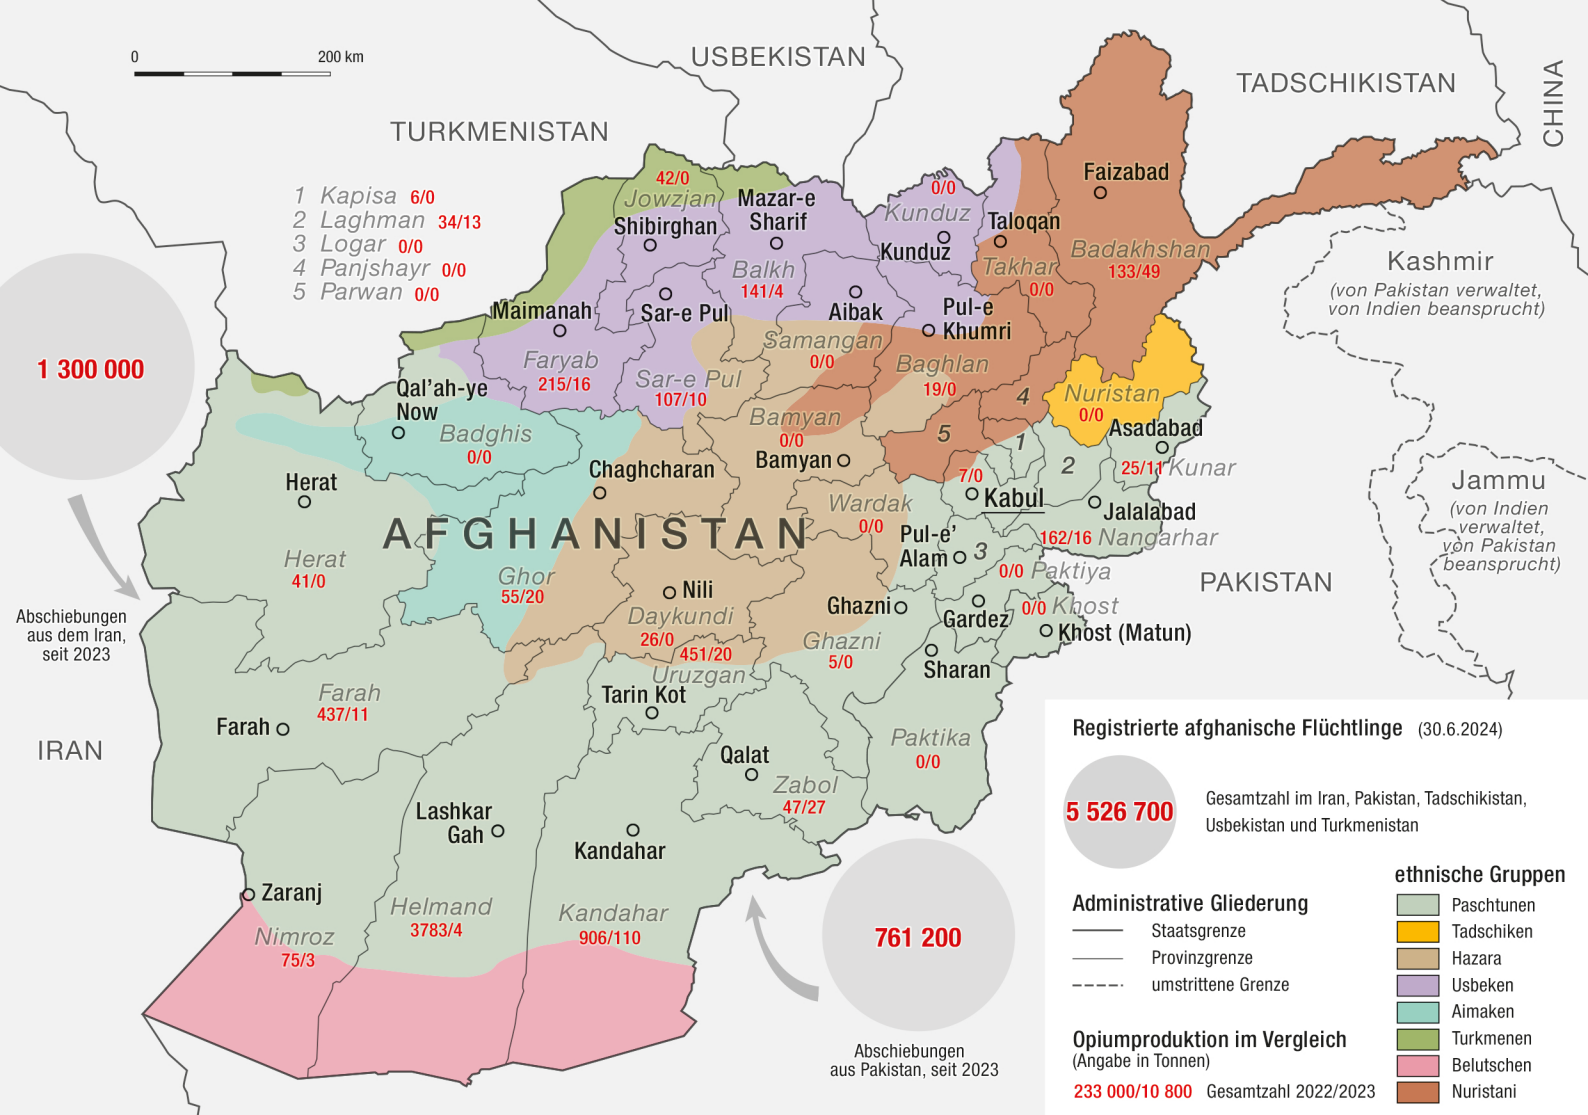 0 200 km
USBEKISTAN
TADSCHIKISTAN
CHINA
TURKMENISTAN
1 Kapisa 6/0
2 Laghman 34/13
3 Logar 0/0
4 Panjshayr 0/0
5 Parwan 0/0
42/0
Jowzjan
Shibirghan
Mazar-e
Sharif
Balkh
141/4
0/0
Kunduz
Kunduz
Taloqan
Takhar
0/0
Faizabad
Badakhshan
133/49
Kashmir
(von Pakistan verwaltet,
von Indien beansprucht)
Maimanah
Faryab
215/16
Sar-e Pul
Sar-e Pul
107/10
Aibak
Samangan
0/0
Pul-e
Khumri
Baghlan
19/0
1 300 000
Qal’ah-ye
Now
Badghis
0/0
Bamyan
0/0
Bamyan
4
5
1
2
Nuristan
0/0
Asadabad
25/11 Kunar
Jammu
(von Indien
verwaltet,
von Pakistan
beansprucht)
Herat
Herat
41/0
Chaghcharan
AFGHANISTAN
Wardak
0/0
7/0
Kabul
Jalalabad
162/16 Nangarhar
Pul-e’
Alam
3
0/0 Paktiya
0/0 Khost
Khost (Matun)
PAKISTAN
Ghor
55/20
Nili
Daykundi
26/0
451/20
Uruzgan
Tarin Kot
Ghazni
Ghazni
5/0
Gardez
Sharan
Abschiebungen
aus dem Iran,
seit 2023
IRAN
Farah
437/11
Farah
Paktika
0/0
Qalat
Zabol
47/27
Lashkar
Gah
Kandahar
Zaranj
Nimroz
75/3
Helmand
3783/4
Kandahar
906/110
761 200
Abschiebungen
aus Pakistan, seit 2023
Registrierte afghanische Flüchtlinge (30.6.2024)
5 526 700
Gesamtzahl im Iran, Pakistan, Tadschikistan,
Usbekistan und Turkmenistan
Administrative Gliederung
Staatsgrenze
Provinzgrenze
umstrittene Grenze
Opiumproduktion im Vergleich
(Angabe in Tonnen)
233 000/10 800 Gesamtzahl 2022/2023
ethnische Gruppen
Paschtunen
Tadschiken
Hazara
Usbeken
Aimaken
Turkmenen
Belutschen
Nuristani